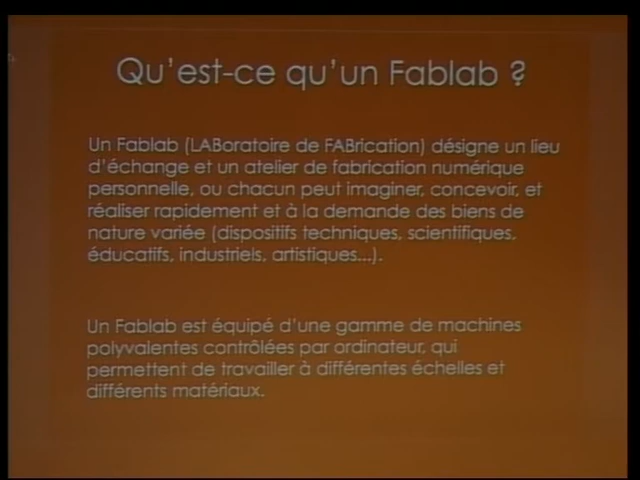 Qu'est-ce qu'un Fablab ?
Un Fablab (LABoratoire de FABrication) désigne un lieu
d'échange et un atelier de fabrication numérique
personnelle, ou chacun peut imaginer, concevoir, et
réaliser rapidement et à la demande des biens de
nature variée (dispositifs techniques, scientifiques,
éducatifs, industriels, artistiques...).
Un Fablab est équipé d'une gamme de machines
polyvalentes contrôlées par ordinateur, qui
permettent de travailler à différentes échelles et
différents matériaux.